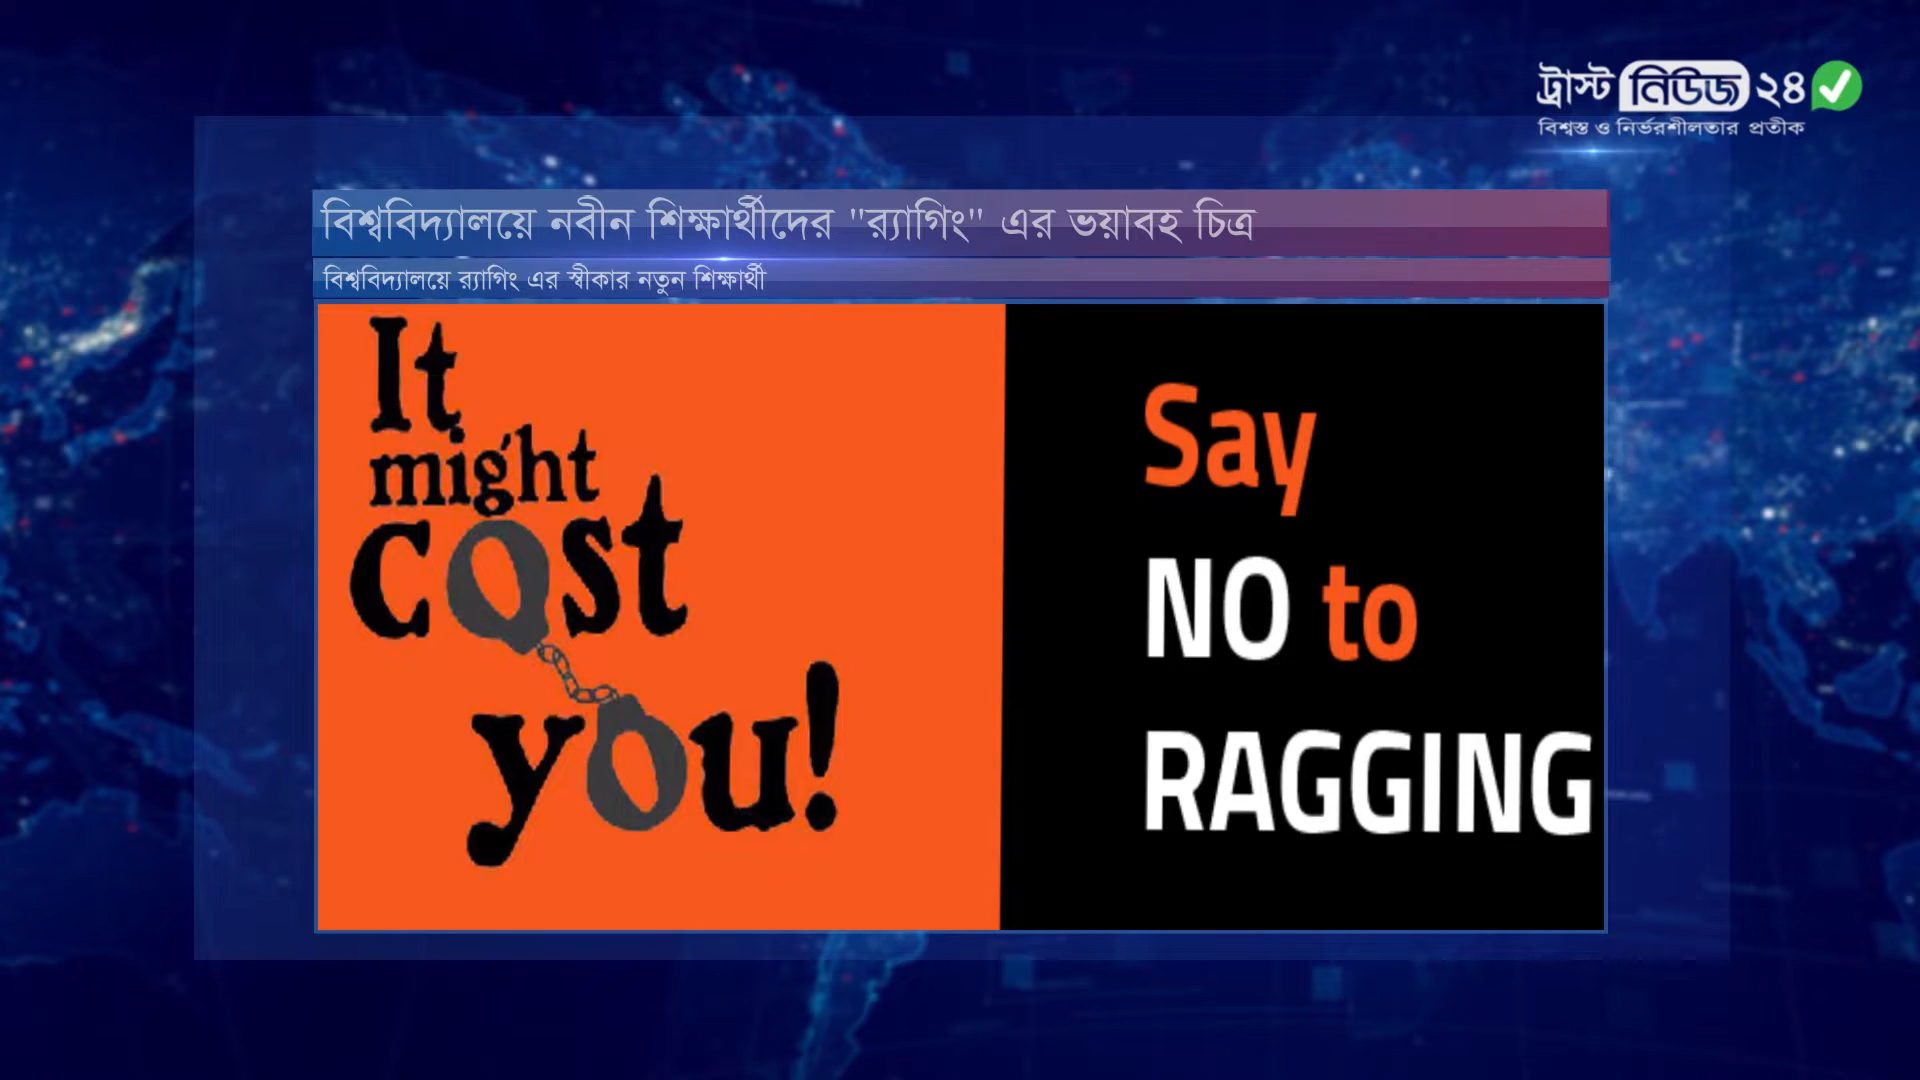 ট্রাস্ট নিউজ ২৪
বিশ্বস্ত ও নির্ভরশীলতার প্রতীক
বিশ্ববিদ্যালয়ে নবীন শিক্ষার্থীদের "র‍্যাগিং" এর ভয়াবহ চিত্র
বিশ্ববিদ্যালয়ে র‍্যাগিং এর স্বীকার নতুন শিক্ষার্থী
It
might
cost
you!
Say
NO to
RAGGING